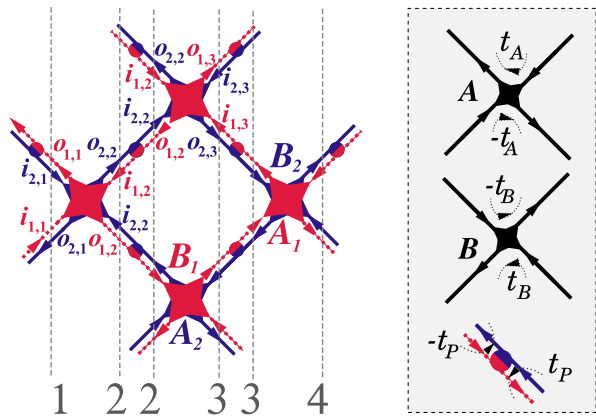 o2,2 o1,3
i1,2 i2,3
i2,2 i1,3
o1,1 o2,2 o1,2 o2,3 B2
i2,1 i1,2
i1,1 i2,2 A1
o2,1 o1,2 B1
A2
1 2 2 3 3 4
tA
A
-tA
-tB
B
tB
-tP
tP